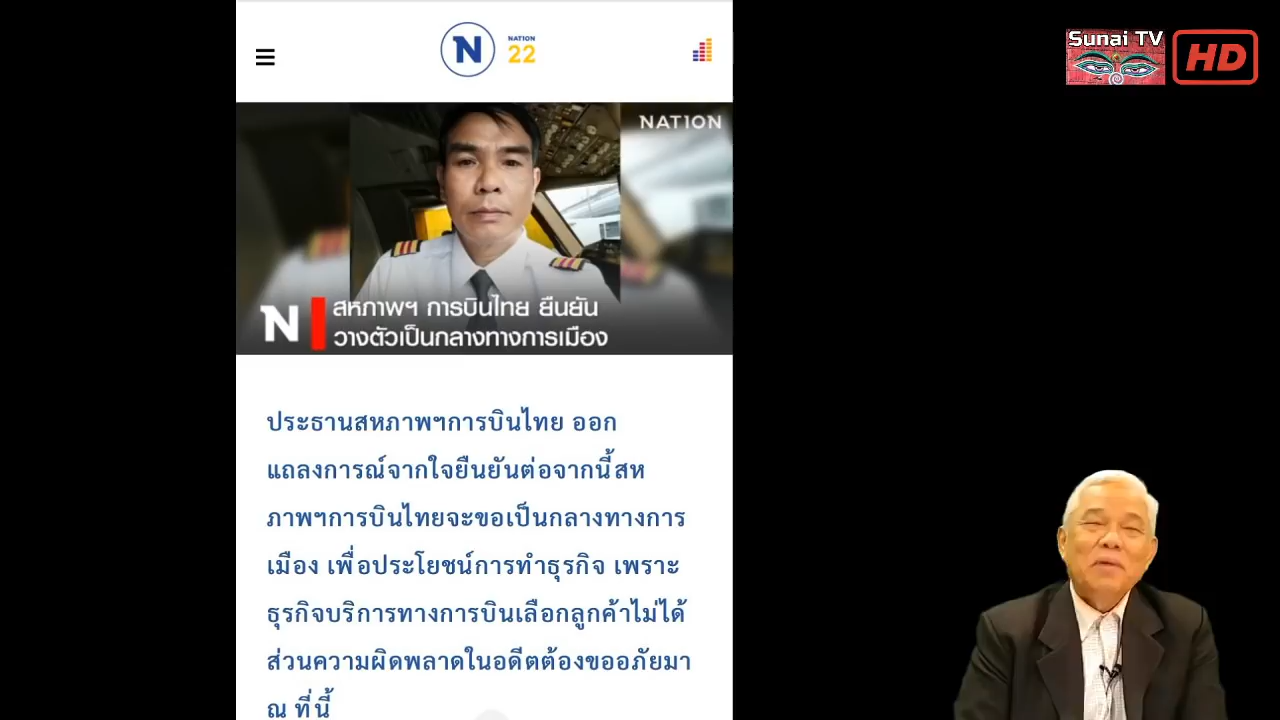 Sunai TV
HD
N
NATION
22
NATION
N
สหภาพฯ การบินไทย ยืนยัน
วางตัวเป็นกลางทางการเมือง
ประธานสหภาพฯการบินไทย ออก
แถลงการณ์จากใจยืนยันต่อจากนี้สห
ภาพฯการบินไทยจะขอเป็นกลางทางการ
เมือง เพื่อประโยชน์การทำธุรกิจ เพราะ
ธุรกิจบริการทางการบินเลือกลูกค้าไม่ได้
ส่วนความผิดพลาดในอดีตต้องขออภัยมา
ณ ที่นี้